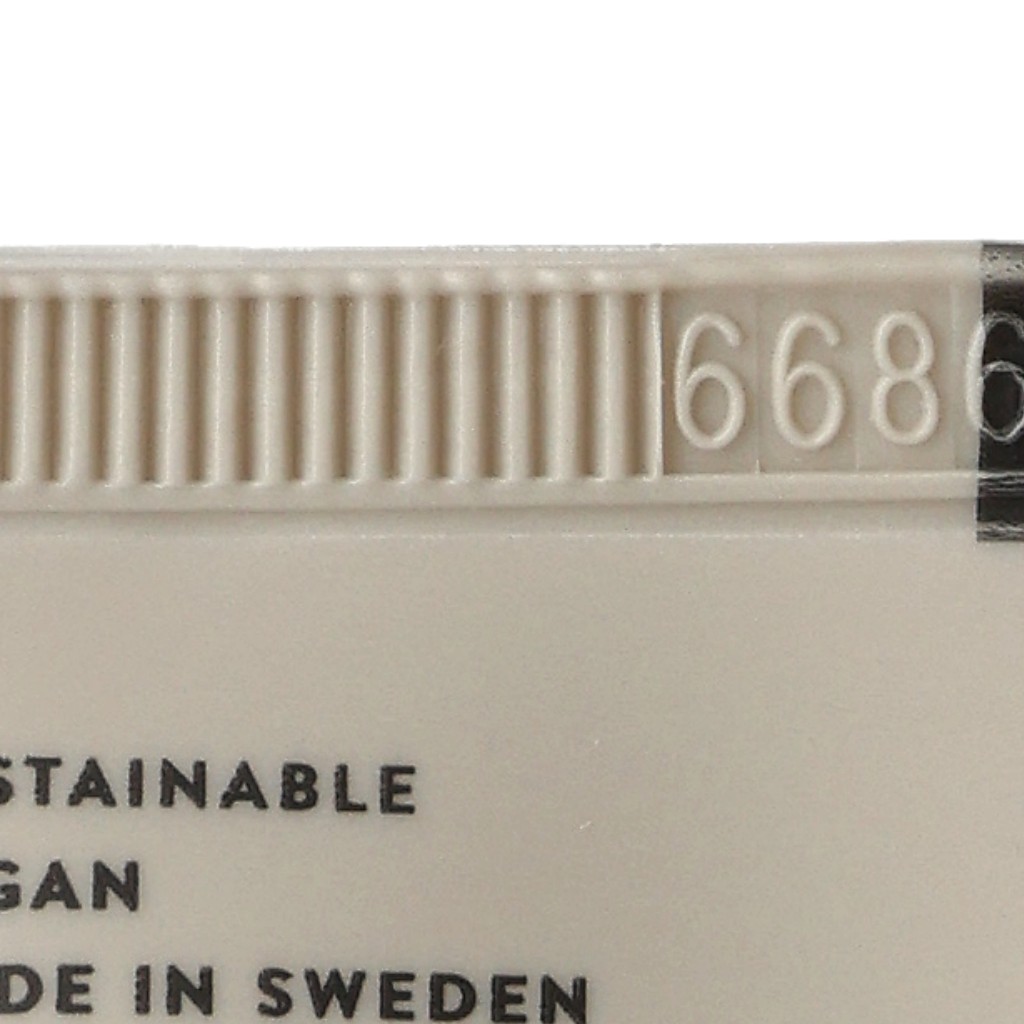 668
STAINABLE
GAN
DE IN SWEDEN